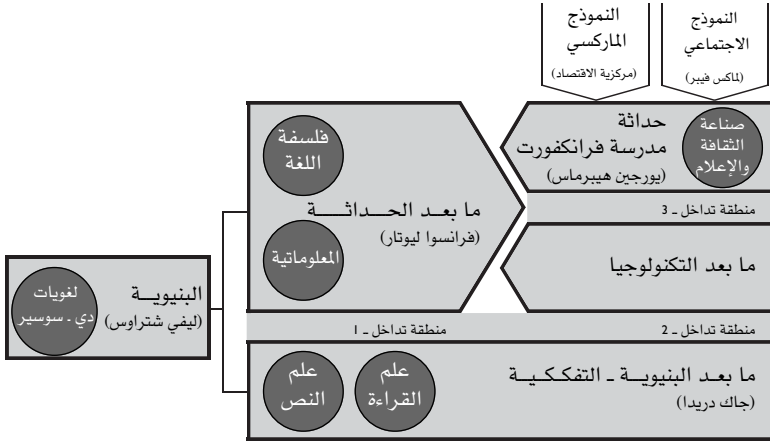 النموذج
الاجتماعي
(لماكس فيبر)
النموذج
الماركسي
(مركزية الاقتصاد)
صناعة
الثقافة
والإعلام
حداثة
مدرسة فرانكفورت
(يورجين هيبرماس)
منطقة تداخل ـ 3
ما بعد التكنولوجيا
منطقة تداخل ـ 2
فلسفة
اللغة
ما بعد الحداثة
(فرانسوا ليوتار)
المعلوماتية
منطقة تداخل ـ 1
البنيوية
(ليفي شتراوس)
لغويات
دي ـ سوسير
ما بعد البنيوية ـ التفككية
(جاك دريدا)
علم
القراءة
علم
النص